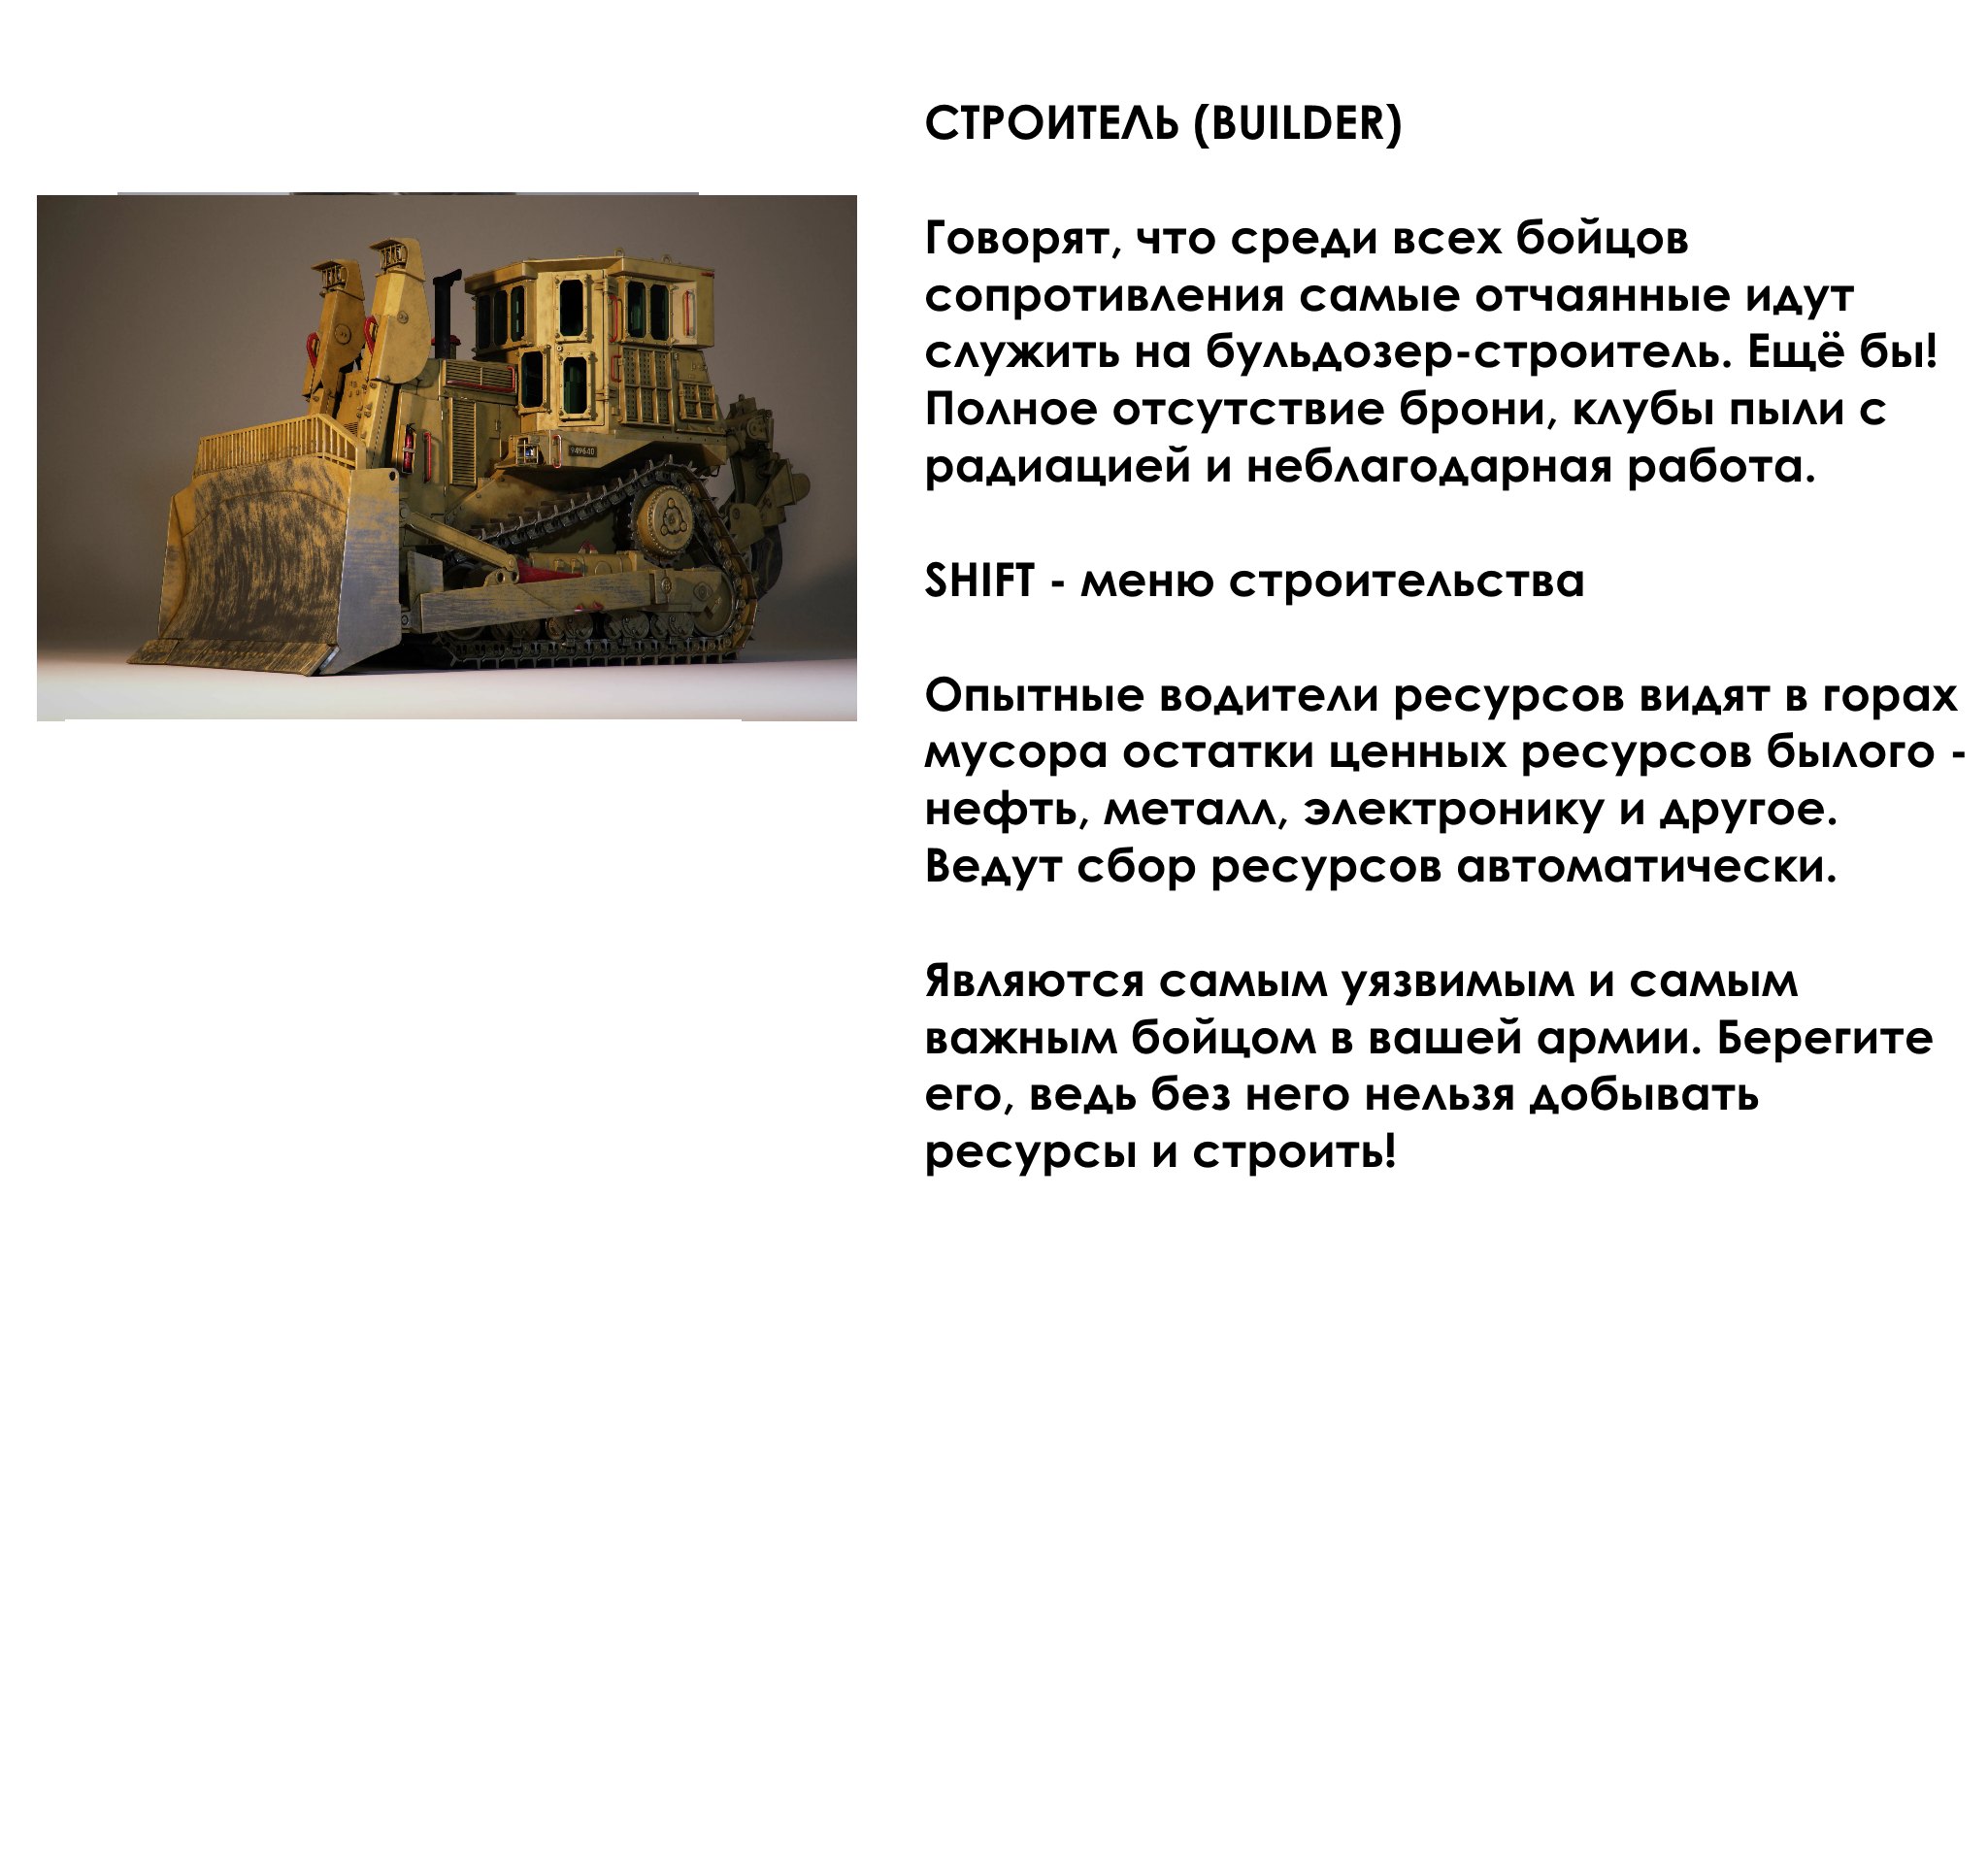 СТРОИТЕЛЬ (BUILDER)
Говорят, что среди всех бойцов
сопротивления самые отчаянные идут
служить на бульдозер-строитель. Ещё бы!
Полное отсутствие брони, клубы пыли с
радиацией и неблагодарная работа.
SHIFT - меню строительства
Опытные водители ресурсов видят в горах
мусора остатки ценных ресурсов былого -
нефть, металл, электронику и другое.
Ведут сбор ресурсов автоматически.
Являются самым уязвимым и самым
важным бойцом в вашей армии. Берегите
его, ведь без него нельзя добывать
ресурсы и строить!